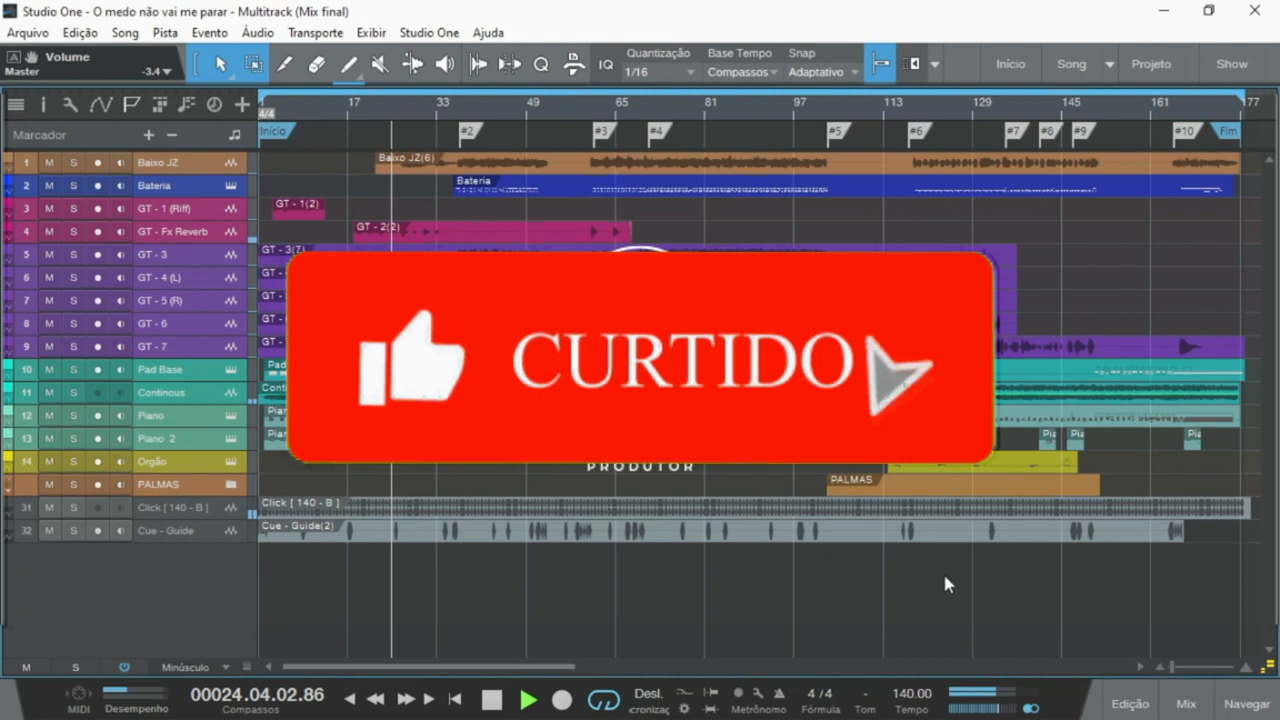 Studio One - O medo não vai me parar - Multitrack (Mix final)
Arquivo Edição Song Pista Evento Áudio Transporte Exibir Studio One Ajuda
A Volume
Master -3.4
IQ
Quantização Base Tempo Snap
1/16 Compassos Adaptativo
Início Song Projeto Show
17 33 49 65 81 97 113 129 145 161 177
4/4
Marcador
Início #2 #3 #4 #5 #6 #7 #8 #9 #10 Fim
1 M S Baixo JZ
Baixo JZ(6)
2 M S Bateria
Bateria
3 M S GT - 1 (Riff)
GT - 1(2)
4 M S GT - Fx Reverb
GT - 2(2)
5 M S GT - 3
GT - 3(7)
6 M S GT - 4 (L)
7 M S GT - 5 (R)
8 M S GT - 6
9 M S GT - 7
10 M S Pad Base
11 M S Continous
12 M S Piano
13 M S Piano 2
14 M S Orgão
M S PALMAS
PALMAS
31 M S Click [ 140 - B ]
Click [ 140 - B ]
32 M S Cue - Guide
Cue - Guide(2)
CURTIDO
PRODUTOR
M S Minúsculo
MIDI
Desempenho
00024.04.02.86
Compassos
Desl.
Metrônomo
4 / 4
Fórmula
-
Tom
140.00
Tempo
Edição Mix Navegar